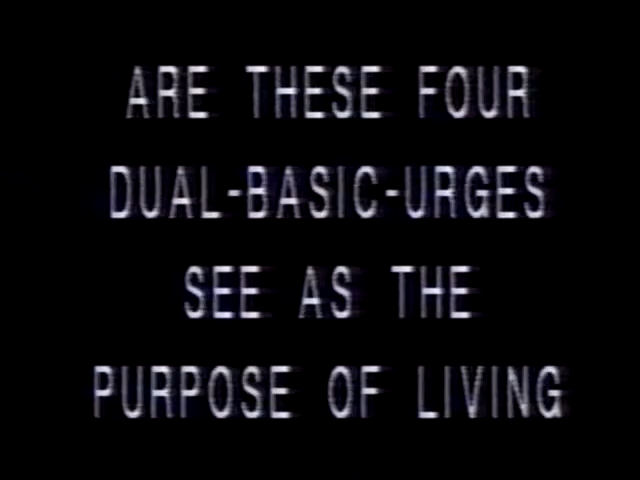 ARE THESE FOUR
DUAL-BASIC-URGES
SEE AS THE
PURPOSE OF LIVING